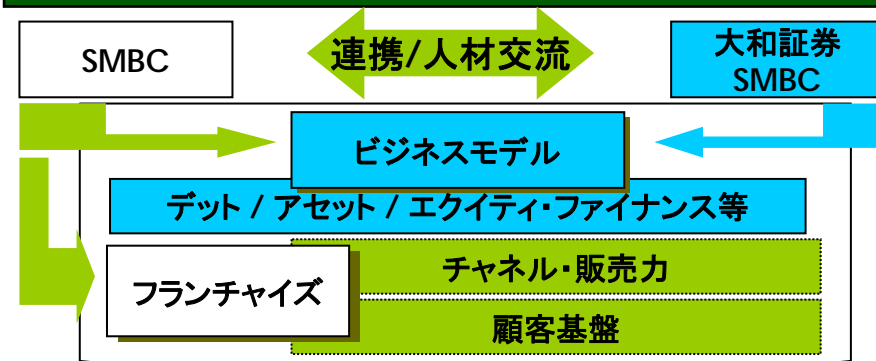 SMBC
連携/人材交流
大和証券
SMBC
ビジネスモデル
デット / アセット / エクイティ・ファイナンス等
フランチャイズ
チャネル・販売力
顧客基盤